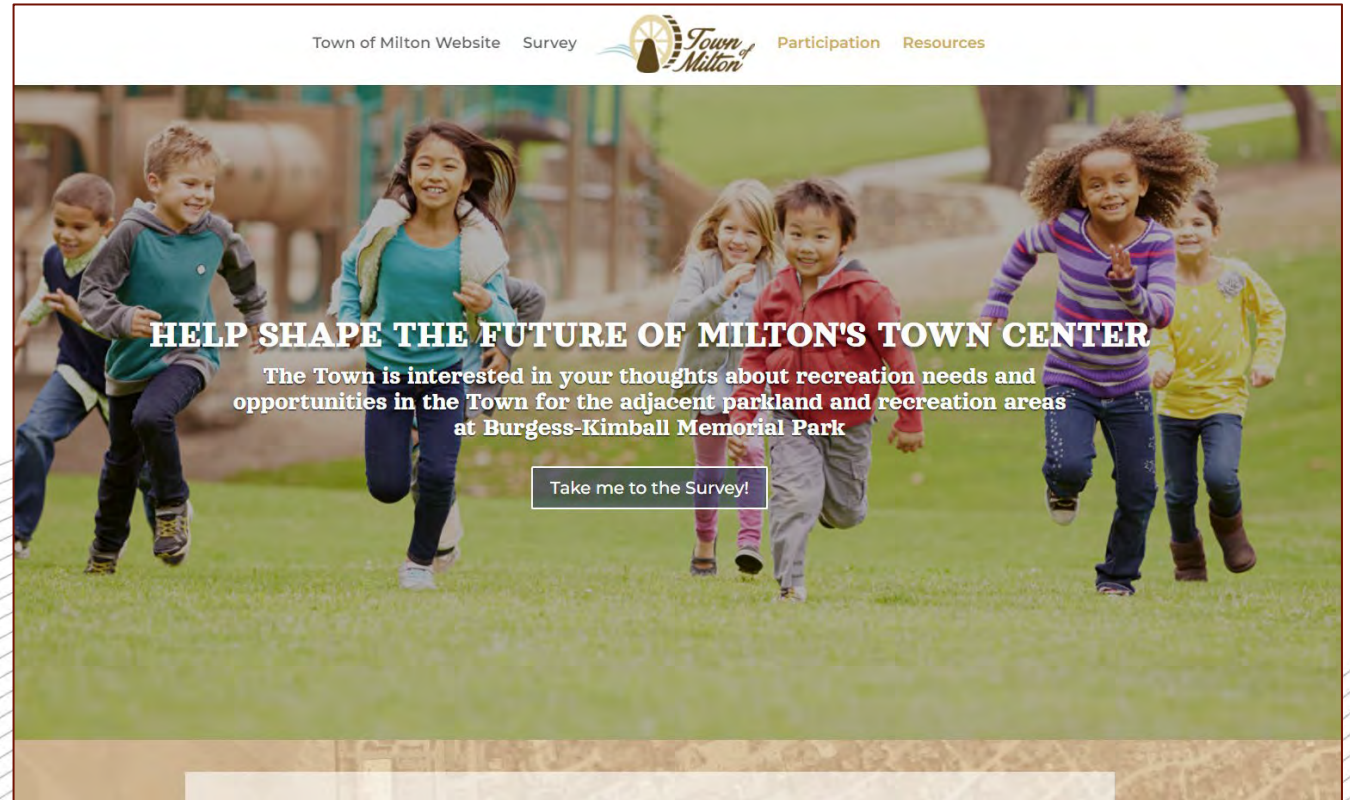 Town of Milton Website Survey Town of Milton Participation Resources
HELP SHAPE THE FUTURE OF MILTON'S TOWN CENTER
The Town is interested in your thoughts about recreation needs and
opportunities in the Town for the adjacent parkland and recreation areas
at Burgess-Kimball Memorial Park
Take me to the Survey!